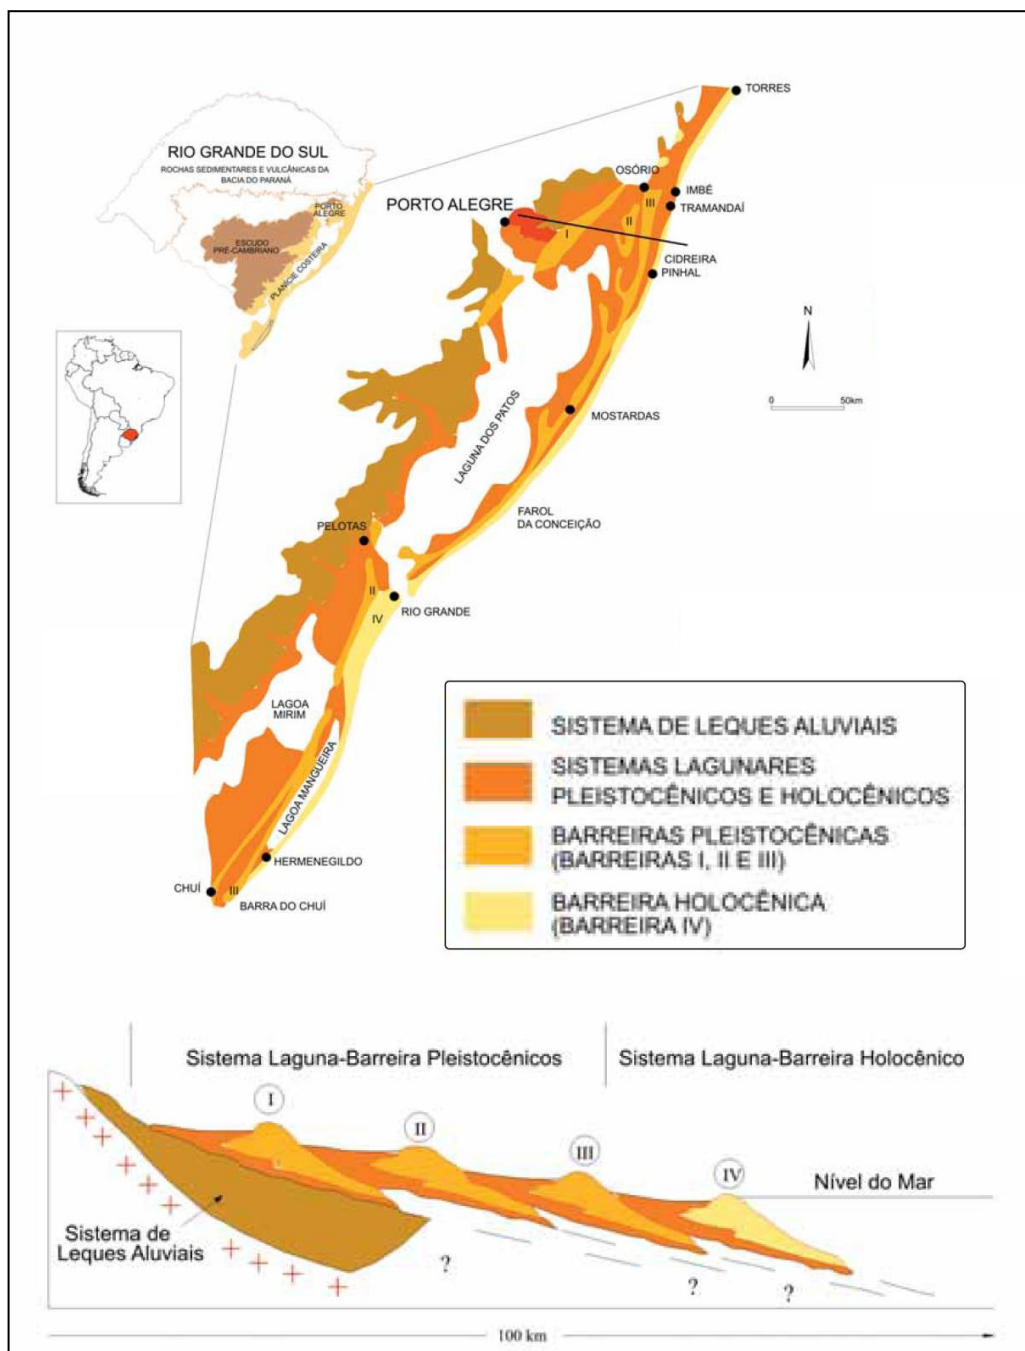 TORRES
RIO GRANDE DO SUL
ROCHAS SEDIMENTARES E VULCÂNICAS DA
BACIA DO PARANÁ
OSÓRIO
IMBÉ
TRAMANDAÍ
PORTO ALEGRE
PORTO
ALEGRE
ESCUDO
PRÉ-CAMBRIANO
PLANÍCIE COSTEIRA
I
II
III
CIDREIRA
PINHAL
N
0
50km
MOSTARDAS
LAGUNA DOS PATOS
FAROL
DA CONCEIÇÃO
PELOTAS
II
IV
RIO GRANDE
LAGOA
MIRIM
LAGOA MANGUEIRA
HERMENEGILDO
CHUÍ
III
BARRA DO CHUÍ
SISTEMA DE LEQUES ALUVIAIS
SISTEMAS LAGUNARES
PLEISTOCÊNICOS E HOLOCÊNICOS
BARREIRAS PLEISTOCÊNICAS
(BARREIRAS I, II E III)
BARREIRA HOLOCÊNICA
(BARREIRA IV)
Sistema Laguna-Barreira Pleistocênicos
Sistema Laguna-Barreira Holocênico
I
II
III
IV
Nível do Mar
Sistema de
Leques Aluviais
?
?
?
100 km